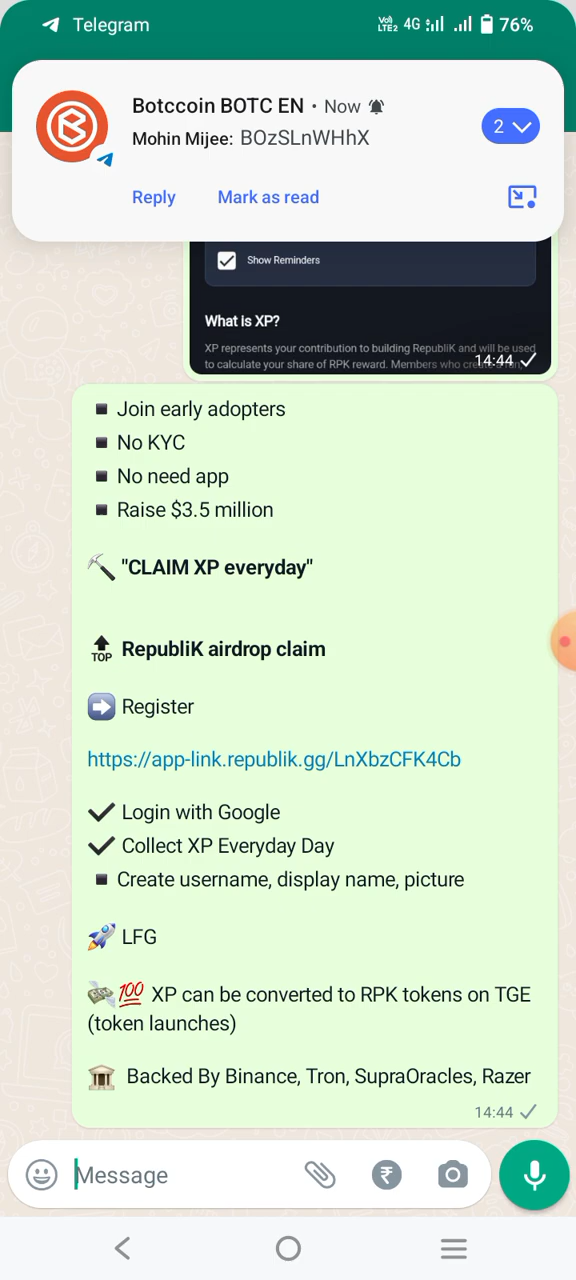 Telegram
Vo) LTE2 4G 76%
Botccoin BOTC EN • Now
Mohin Mijee: BOzSLnWHhX
2
Reply Mark as read
Show Reminders
What is XP?
XP represents your contribution to building RepubliK and will be used
to calculate your share of RPK reward. Members who create a run,
14:44
▪ Join early adopters
▪ No KYC
▪ No need app
▪ Raise $3.5 million
⛏ "CLAIM XP everyday"
🔝 RepubliK airdrop claim
➡ Register
https://app-link.republik.gg/LnXbzCFK4Cb
✔ Login with Google
✔ Collect XP Everyday Day
▪ Create username, display name, picture
🚀 LFG
💸💯 XP can be converted to RPK tokens on TGE
(token launches)
🏛 Backed By Binance, Tron, SupraOracles, Razer
14:44
Message